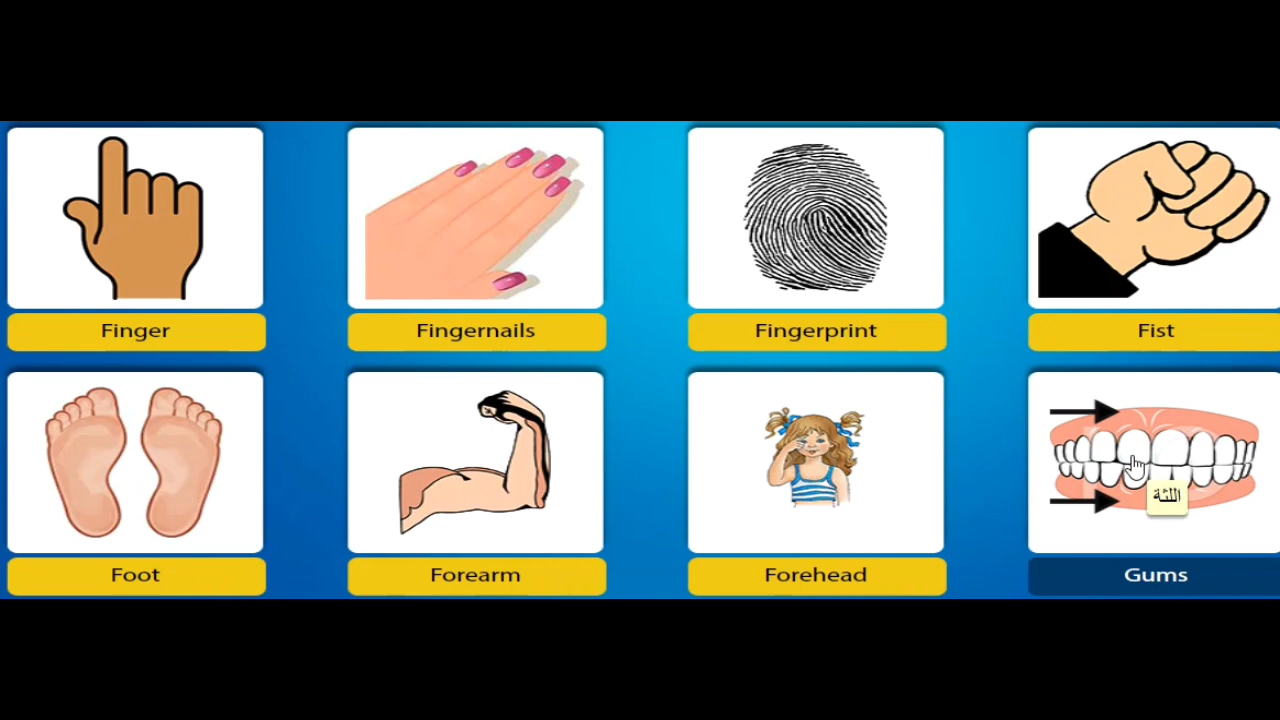 Finger
Fingernails
Fingerprint
Fist
Foot
Forearm
Forehead
اللثة
Gums